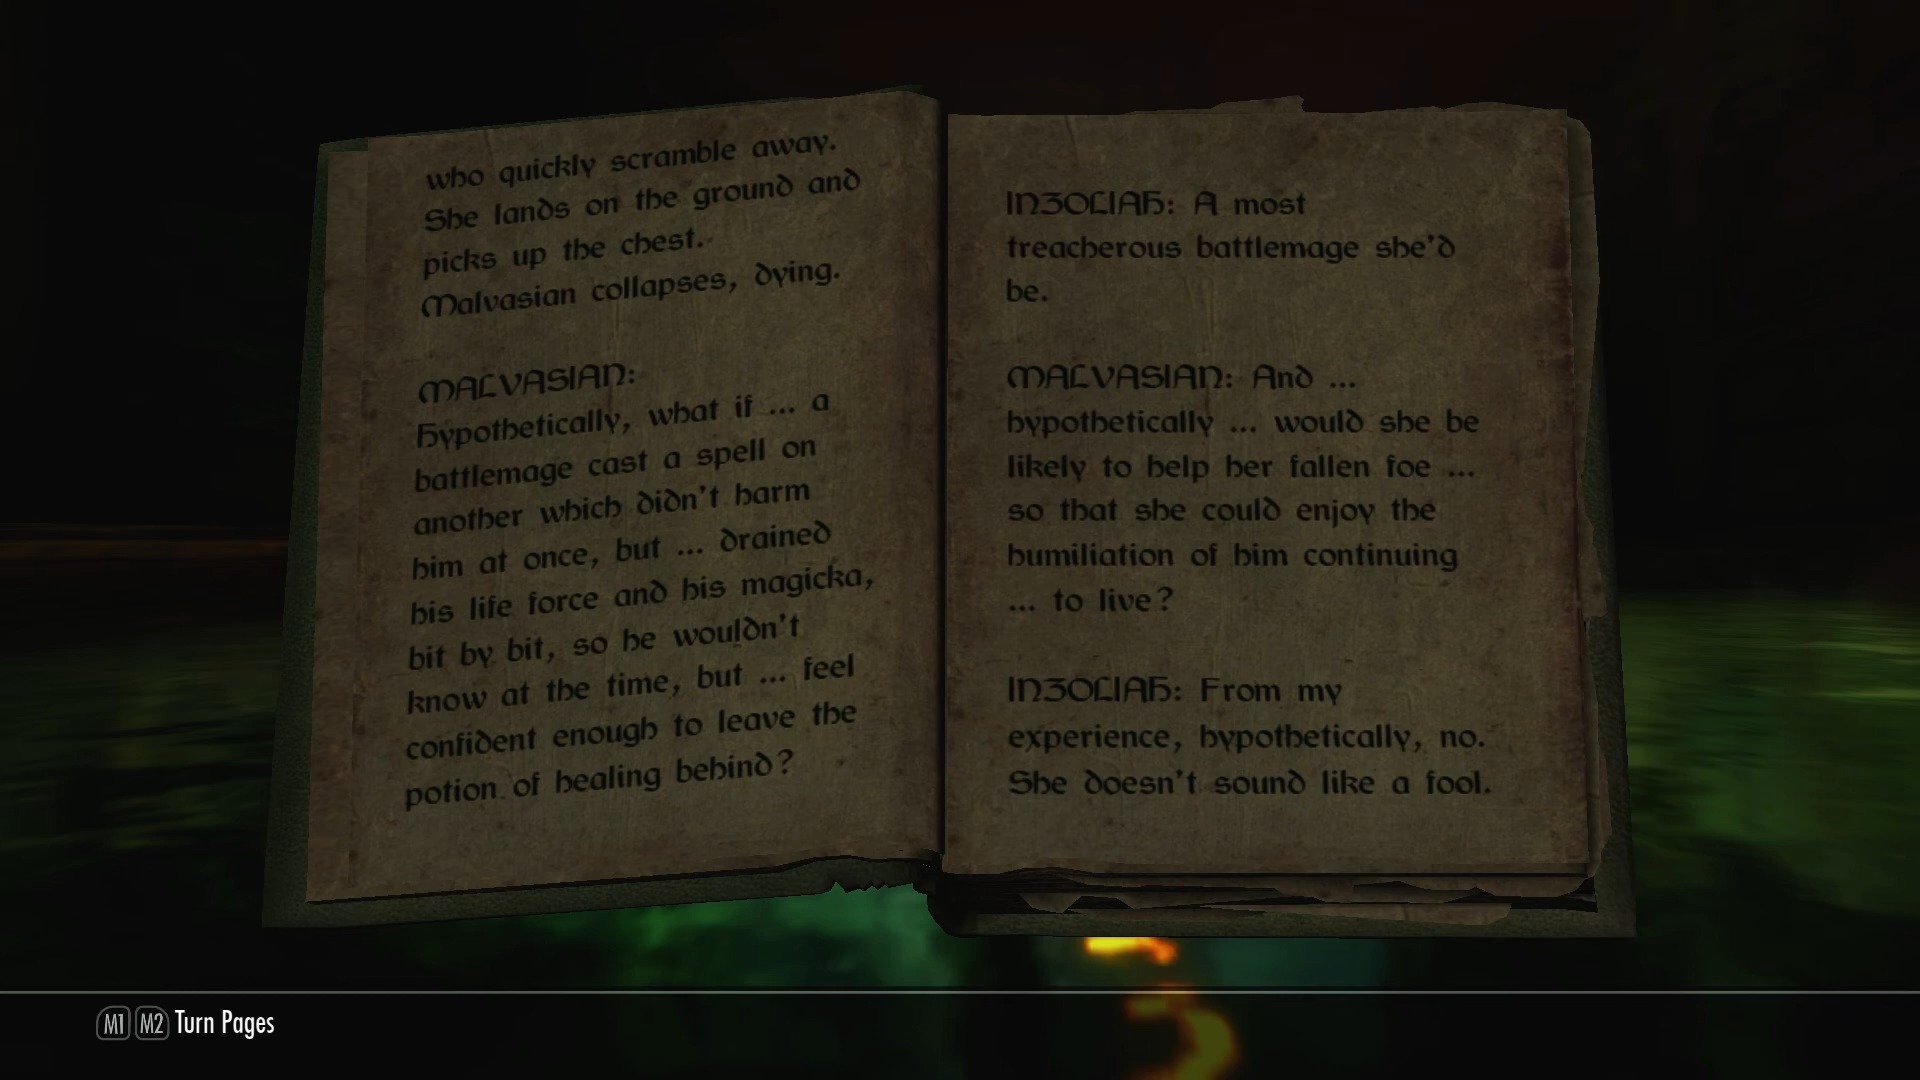 who quickly scramble away.
She lands on the ground and
picks up the chest.
Malvasian collapses, dying.
MALVASIAN:
Hypothetically, what if ... a
battlemage cast a spell on
another which didn't harm
him at once, but ... drained
his life force and his magicka,
bit by bit, so he wouldn't
know at the time, but ... feel
confident enough to leave the
potion of healing behind?
INZOLIAH: A most
treacherous battlemage she'd
be.
MALVASIAN: And ...
hypothetically ... would she be
likely to help her fallen foe ...
so that she could enjoy the
humiliation of him continuing
... to live?
INZOLIAH: From my
experience, hypothetically, no.
She doesn't sound like a fool.
M1 M2 Turn Pages